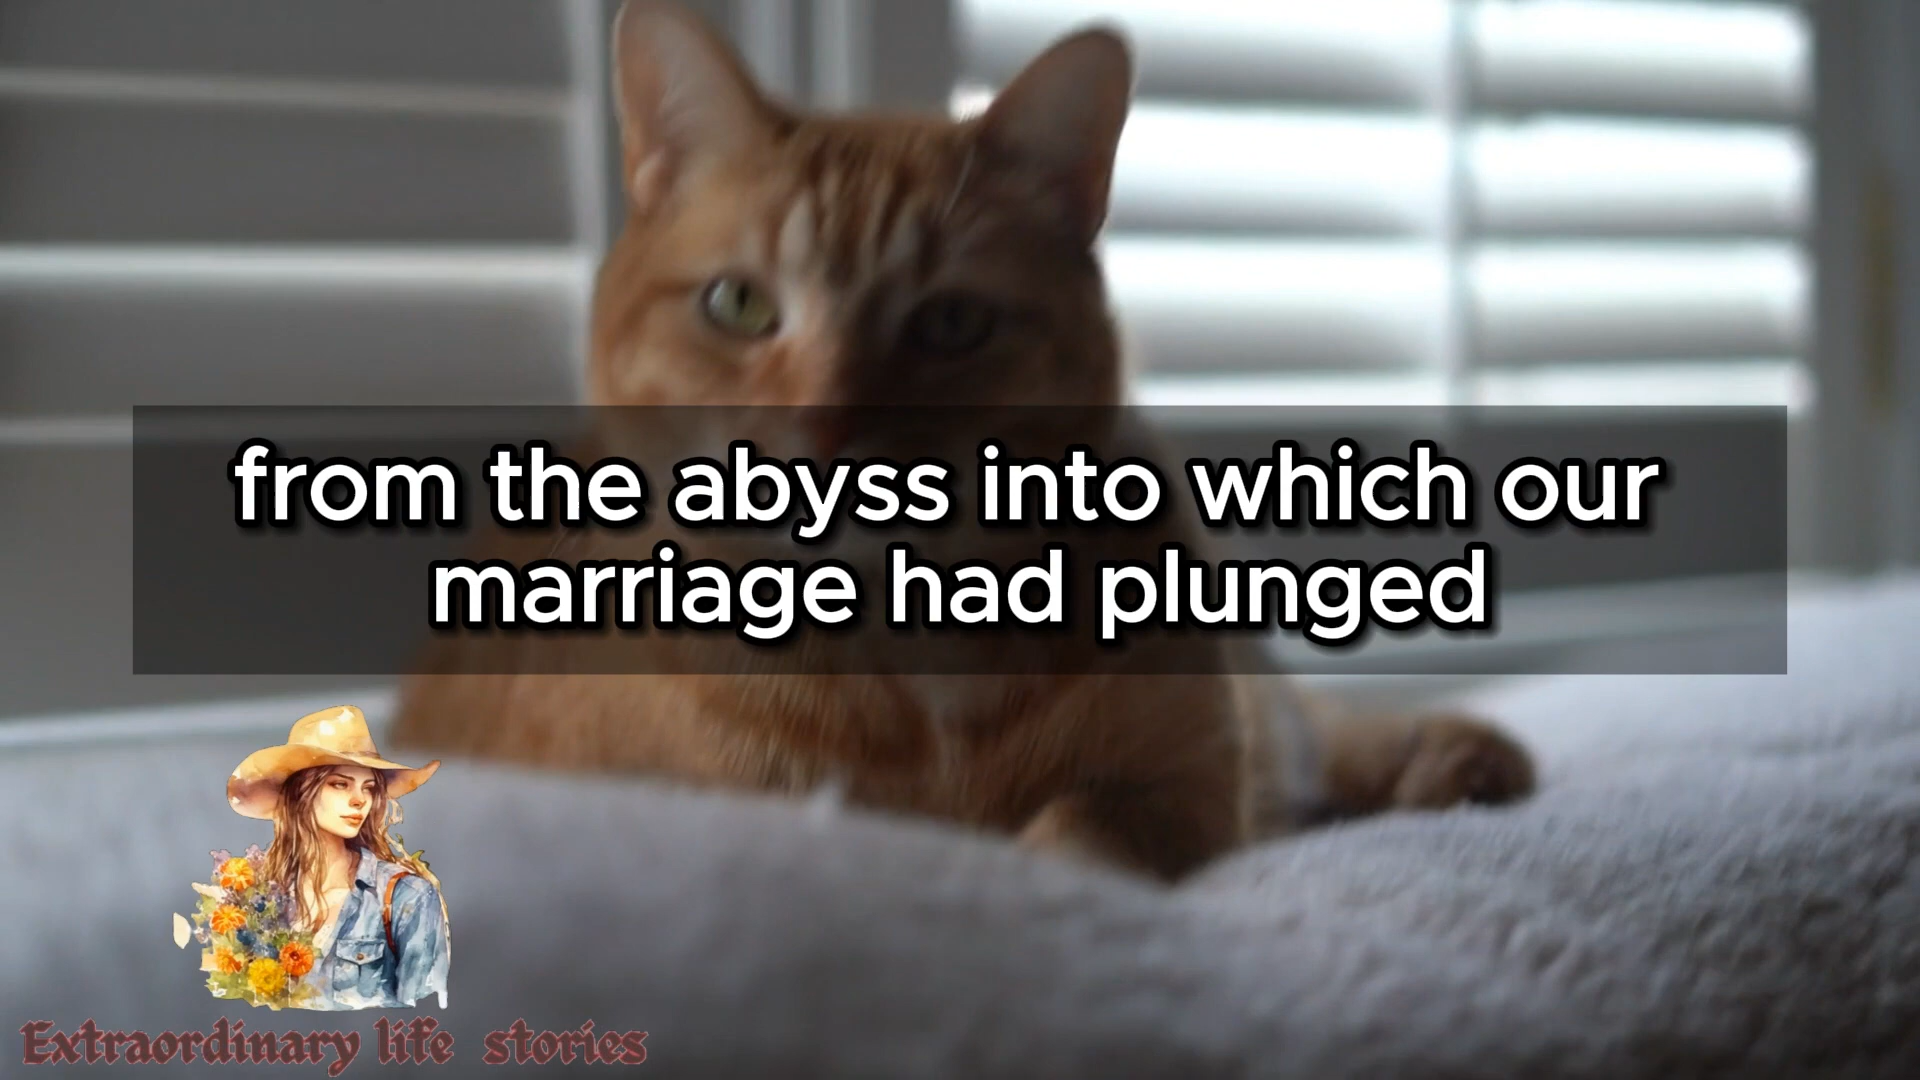 from the abyss into which our
marriage had plunged
Extraordinary life stories